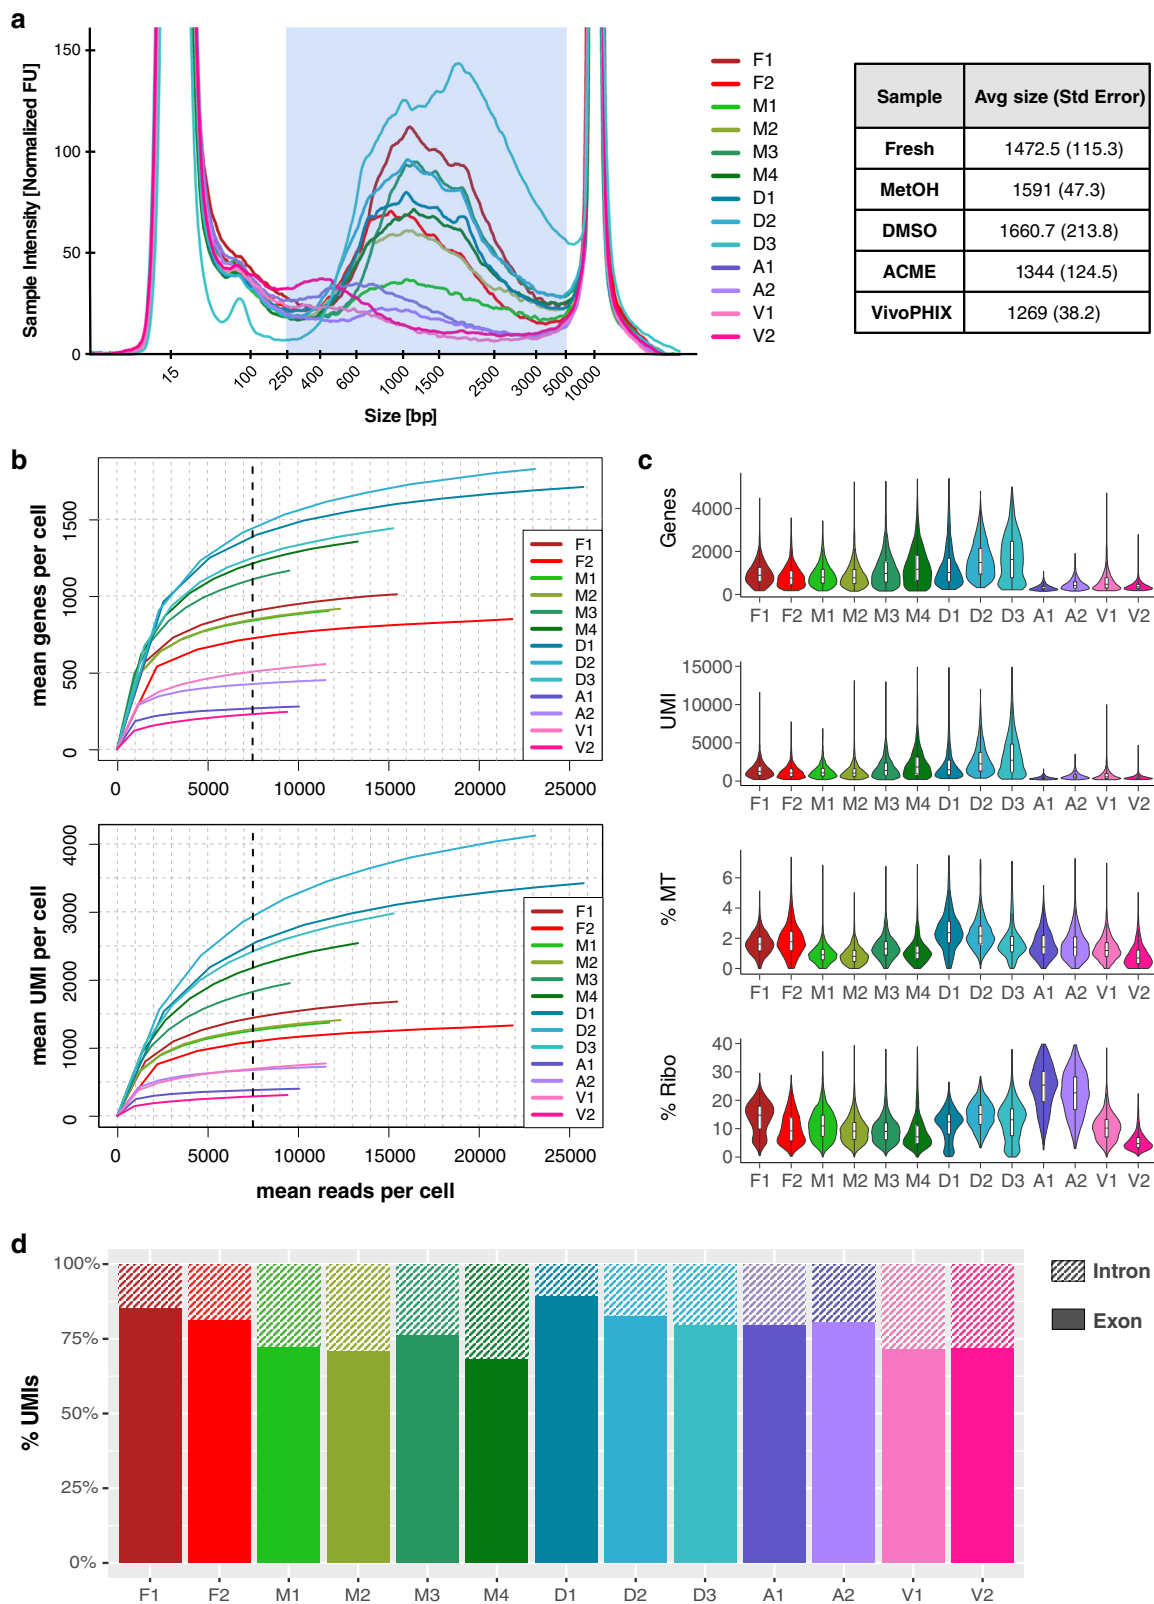 a
Sample Intensity [Normalized FU]
150
100
50
0
15
100
250
400
600
1000
1500
2500
3000
5000
10000
Size [bp]
F1
F2
M1
M2
M3
M4
D1
D2
D3
A1
A2
V1
V2
Sample Avg size (Std Error)
Fresh 1472.5 (115.3)
MetOH 1591 (47.3)
DMSO 1660.7 (213.8)
ACME 1344 (124.5)
VivoPHIX 1269 (38.2)
b
mean genes per cell
1500
1000
500
0
0 5000 10000 15000 20000 25000
F1
F2
M1
M2
M3
M4
D1
D2
D3
A1
A2
V1
V2
mean UMI per cell
4000
3000
2000
1000
0
0 5000 10000 15000 20000 25000
mean reads per cell
F1
F2
M1
M2
M3
M4
D1
D2
D3
A1
A2
V1
V2
c
Genes
4000
2000
0
F1 F2 M1 M2 M3 M4 D1 D2 D3 A1 A2 V1 V2
UMI
15000
10000
5000
0
F1 F2 M1 M2 M3 M4 D1 D2 D3 A1 A2 V1 V2
% MT
6
4
2
0
F1 F2 M1 M2 M3 M4 D1 D2 D3 A1 A2 V1 V2
% Ribo
40
30
20
10
0
F1 F2 M1 M2 M3 M4 D1 D2 D3 A1 A2 V1 V2
d
% UMIs
100%
75%
50%
25%
0%
F1 F2 M1 M2 M3 M4 D1 D2 D3 A1 A2 V1 V2
Intron
Exon